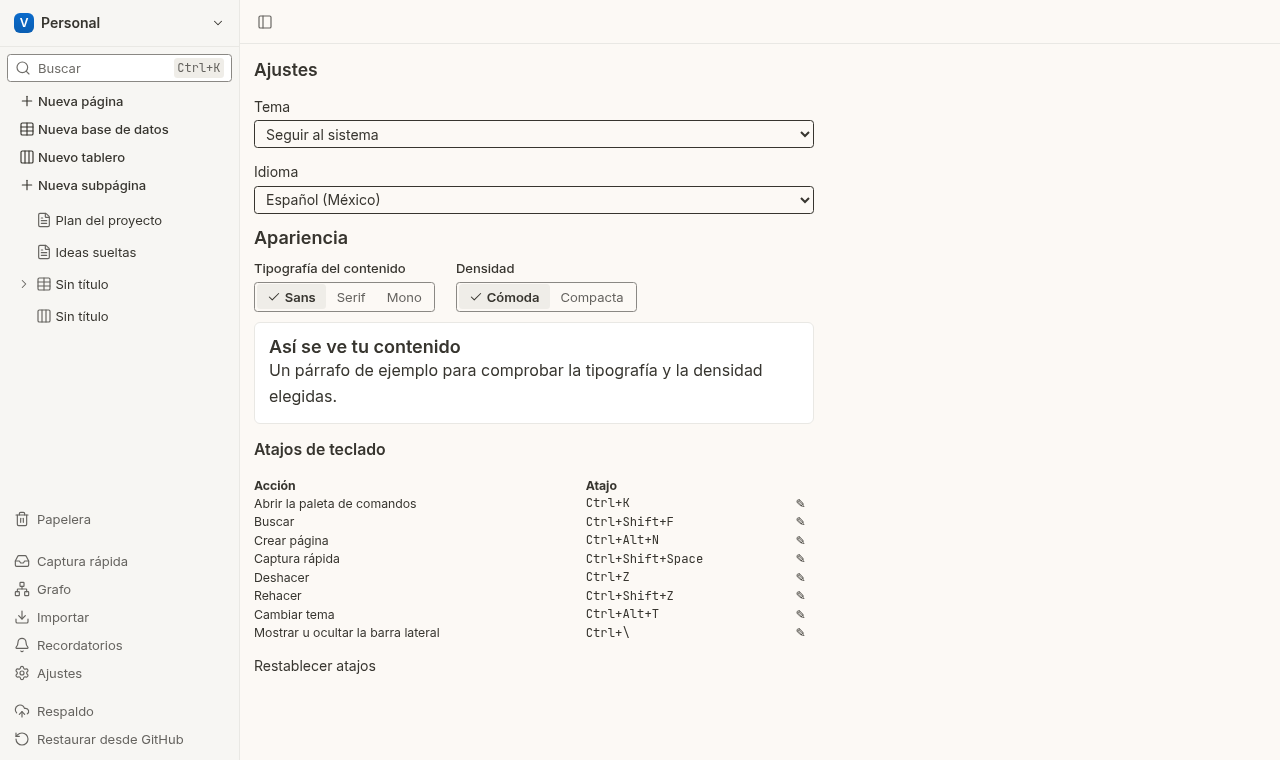 V Personal
Buscar Ctrl+K
Nueva página
Nueva base de datos
Nuevo tablero
Nueva subpágina
Plan del proyecto
Ideas sueltas
Sin título
Sin título
Papelera
Captura rápida
Grafo
Importar
Recordatorios
Ajustes
Respaldo
Restaurar desde GitHub
Ajustes
Tema
Seguir al sistema
Idioma
Español (México)
Apariencia
Tipografía del contenido Densidad
Sans Serif Mono Cómoda Compacta
Así se ve tu contenido
Un párrafo de ejemplo para comprobar la tipografía y la densidad
elegidas.
Atajos de teclado
Acción Atajo
Abrir la paleta de comandos Ctrl+K
Buscar Ctrl+Shift+F
Crear página Ctrl+Alt+N
Captura rápida Ctrl+Shift+Space
Deshacer Ctrl+Z
Rehacer Ctrl+Shift+Z
Cambiar tema Ctrl+Alt+T
Mostrar u ocultar la barra lateral Ctrl+\
Restablecer atajos